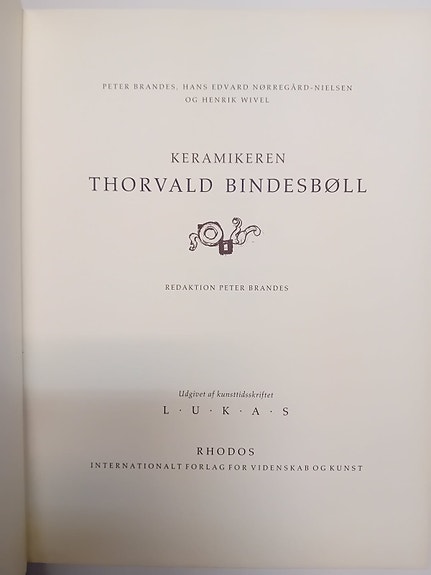 PETER BRANDES, HANS EDVARD NØRREGÅRD-NIELSEN
OG HENRIK WIVEL
KERAMIKEREN
THORVALD BINDESBØLL
REDAKTION PETER BRANDES
Udgivet af kunsttidsskriftet
L · U · K · A · S
RHODOS
INTERNATIONALT FORLAG FOR VIDENSKAB OG KUNST